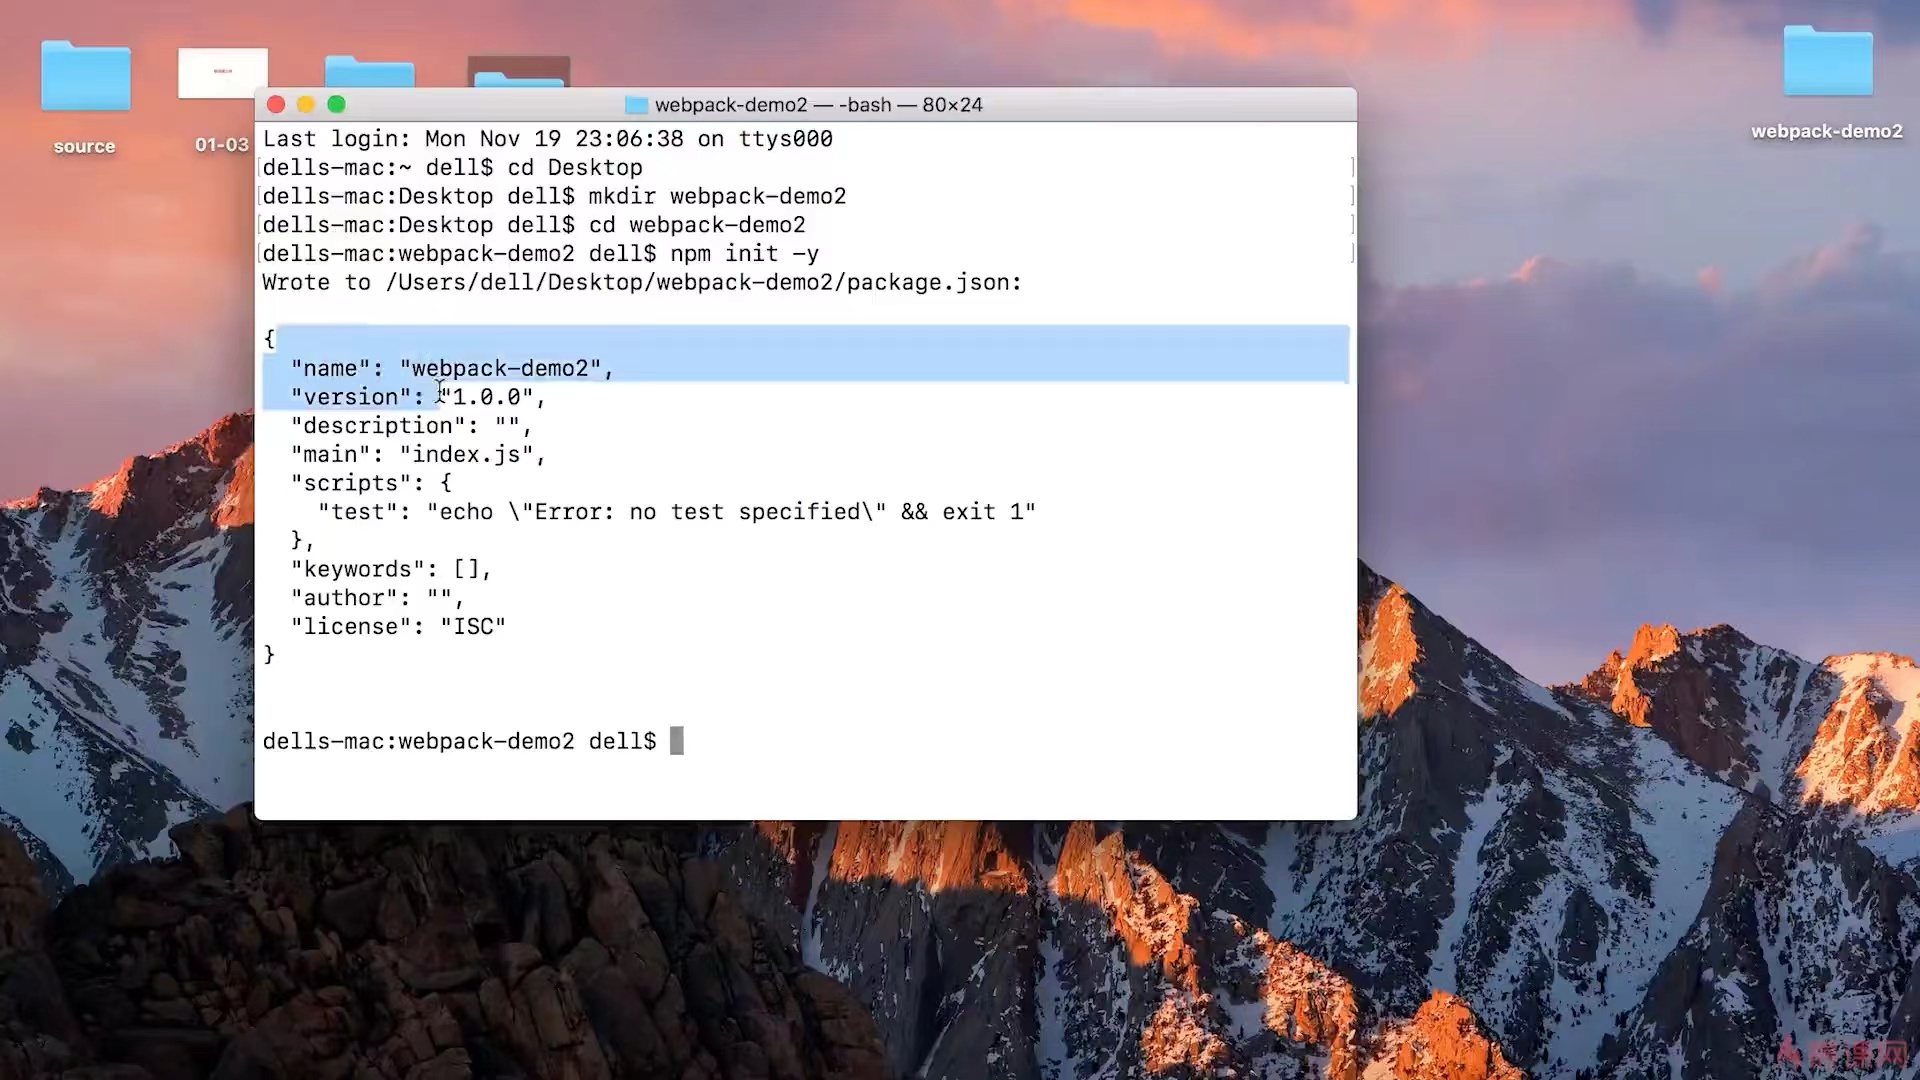 webpack-demo2 — -bash — 80×24
Last login: Mon Nov 19 23:06:38 on ttys000
dells-mac:~ dell$ cd Desktop
dells-mac:Desktop dell$ mkdir webpack-demo2
dells-mac:Desktop dell$ cd webpack-demo2
dells-mac:webpack-demo2 dell$ npm init -y
Wrote to /Users/dell/Desktop/webpack-demo2/package.json:
{
"name": "webpack-demo2",
"version": "1.0.0",
"description": "",
"main": "index.js",
"scripts": {
"test": "echo \"Error: no test specified\" && exit 1"
},
"keywords": [],
"author": "",
"license": "ISC"
}
dells-mac:webpack-demo2 dell$
source
01-03
webpack-demo2